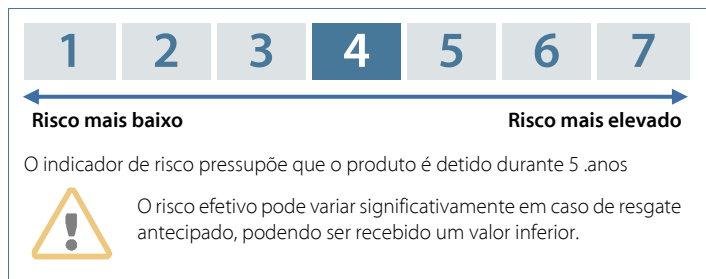 1 2 3 4 5 6 7
Risco mais baixo Risco mais elevado
O indicador de risco pressupõe que o produto é detido durante 5 .anos
O risco efetivo pode variar significativamente em caso de resgate
antecipado, podendo ser recebido um valor inferior.